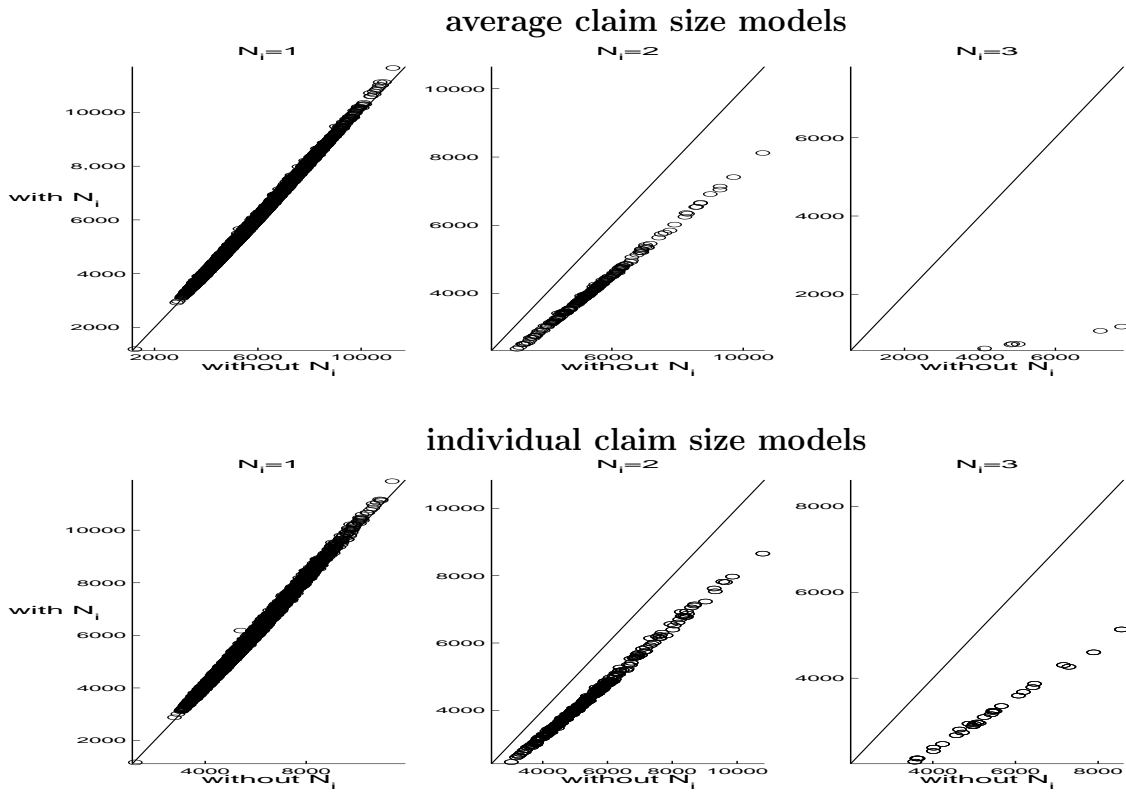 average claim size models
N_i=1 N_i=2 N_i=3
10000 10000
8,000 8000 6000
with N_i
6000 6000 4000
4000 4000
2000 2000
2000 6000 10000 6000 10000 2000 4000 6000
without N_i without N_i without N_i
individual claim size models
N_i=1 N_i=2 N_i=3
10000 10000 8000
8000 8000
with N_i
6000 6000 6000
4000 4000 4000
2000
4000 8000 4000 6000 8000 10000 4000 6000 8000
without N_i without N_i without N_i